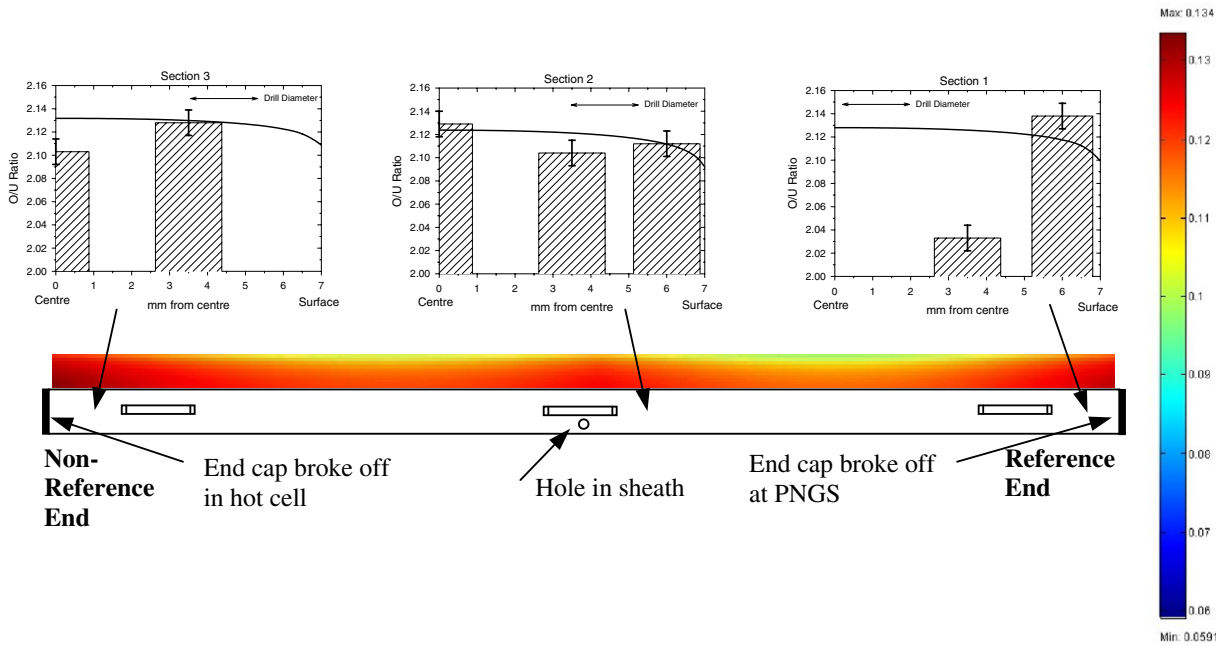 Max: 0.134
Section 3
2.16
2.14
2.12
2.10
2.08
2.06
2.04
2.02
2.00
O/U Ratio
Drill Diameter
0 1 2 3 4 5 6 7
Centre mm from centre Surface
Section 2
2.16
2.14
2.12
2.10
2.08
2.06
2.04
2.02
2.00
O/U Ratio
Drill Diameter
0 1 2 3 4 5 6 7
Centre mm from centre Surface
Section 1
2.16
2.14
2.12
2.10
2.08
2.06
2.04
2.02
2.00
O/U Ratio
Drill Diameter
0 1 2 3 4 5 6 7
Centre mm from centre Surface
0.13
0.12
0.11
0.1
0.09
0.08
0.07
0.06
Min: 0.0591
Non-
Reference
End
End cap broke off
in hot cell
Hole in sheath
End cap broke off
at PNGS
Reference
End